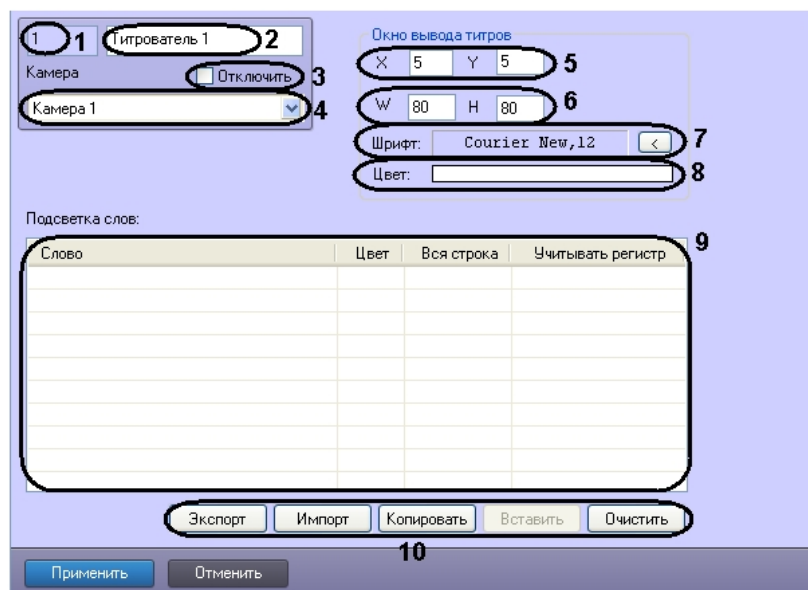 1 1 Титрователь 1 2
Камера Отключить 3
Камера 1 4
Окно вывода титров
X 5 Y 5 5
W 80 H 80 6
Шрифт: Courier New,12 < 7
Цвет: 8
Подсветка слов:
9
Слово Цвет Вся строка Учитывать регистр
Экспорт Импорт Копировать Вставить Очистить
10
Применить Отменить